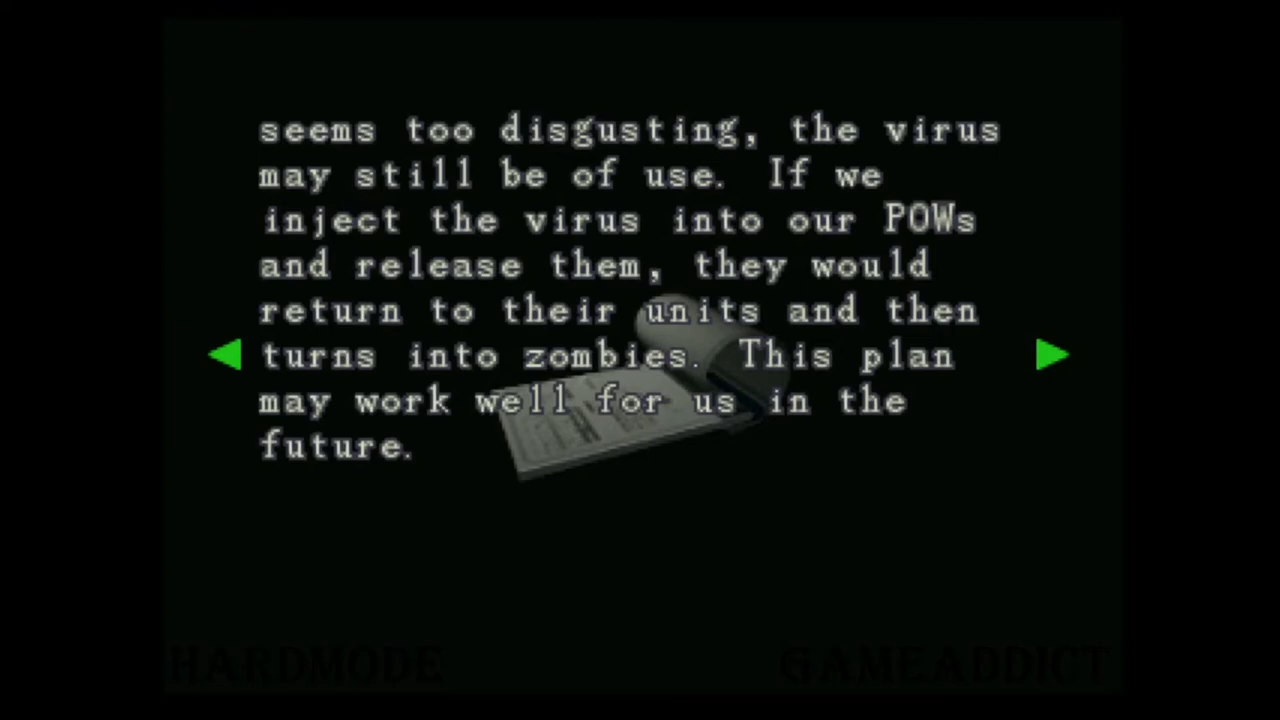 seems too disgusting, the virus
may still be of use. If we
inject the virus into our POWs
and release them, they would
return to their units and then
turns into zombies. This plan
may work well for us in the
future.
HARDMODE GAMEADDICT